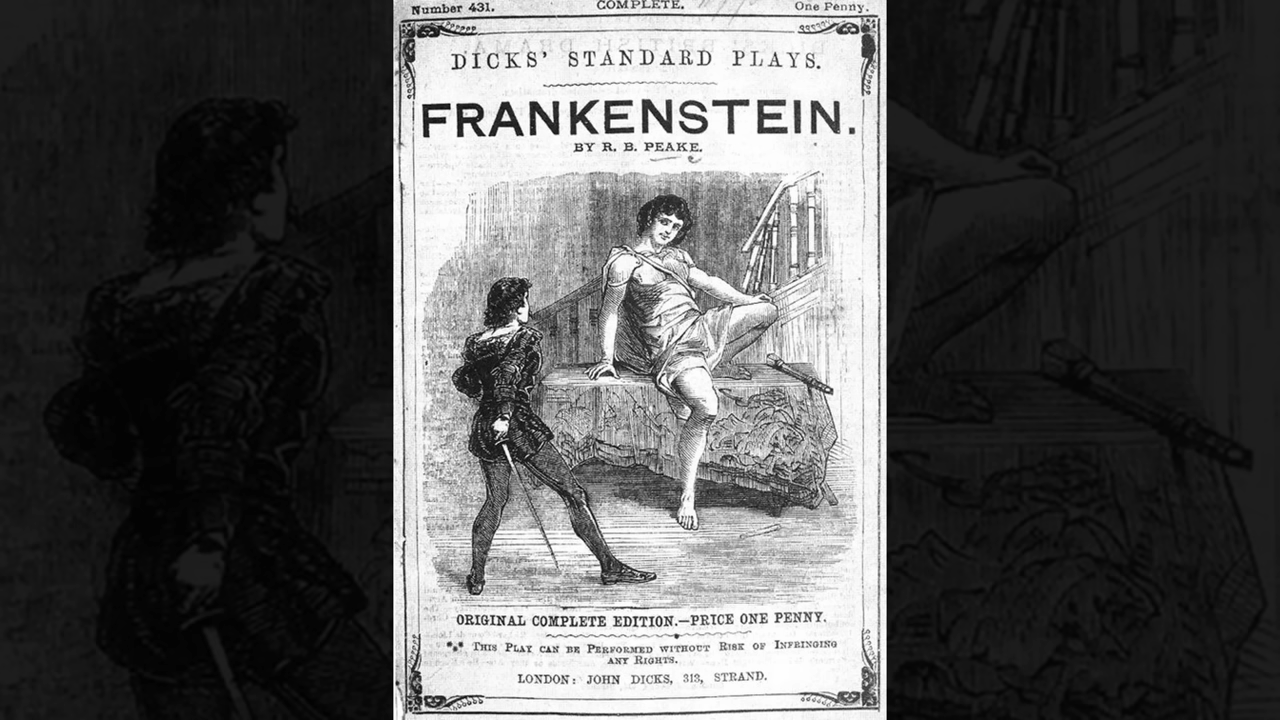 Number 431. COMPLETE. One Penny.
DICKS' STANDARD PLAYS.
FRANKENSTEIN.
BY R. B. PEAKE.
ORIGINAL COMPLETE EDITION.—PRICE ONE PENNY.
THIS PLAY CAN BE PERFORMED WITHOUT RISK OF INFRINGING
ANY RIGHTS.
LONDON: JOHN DICKS, 313, STRAND.